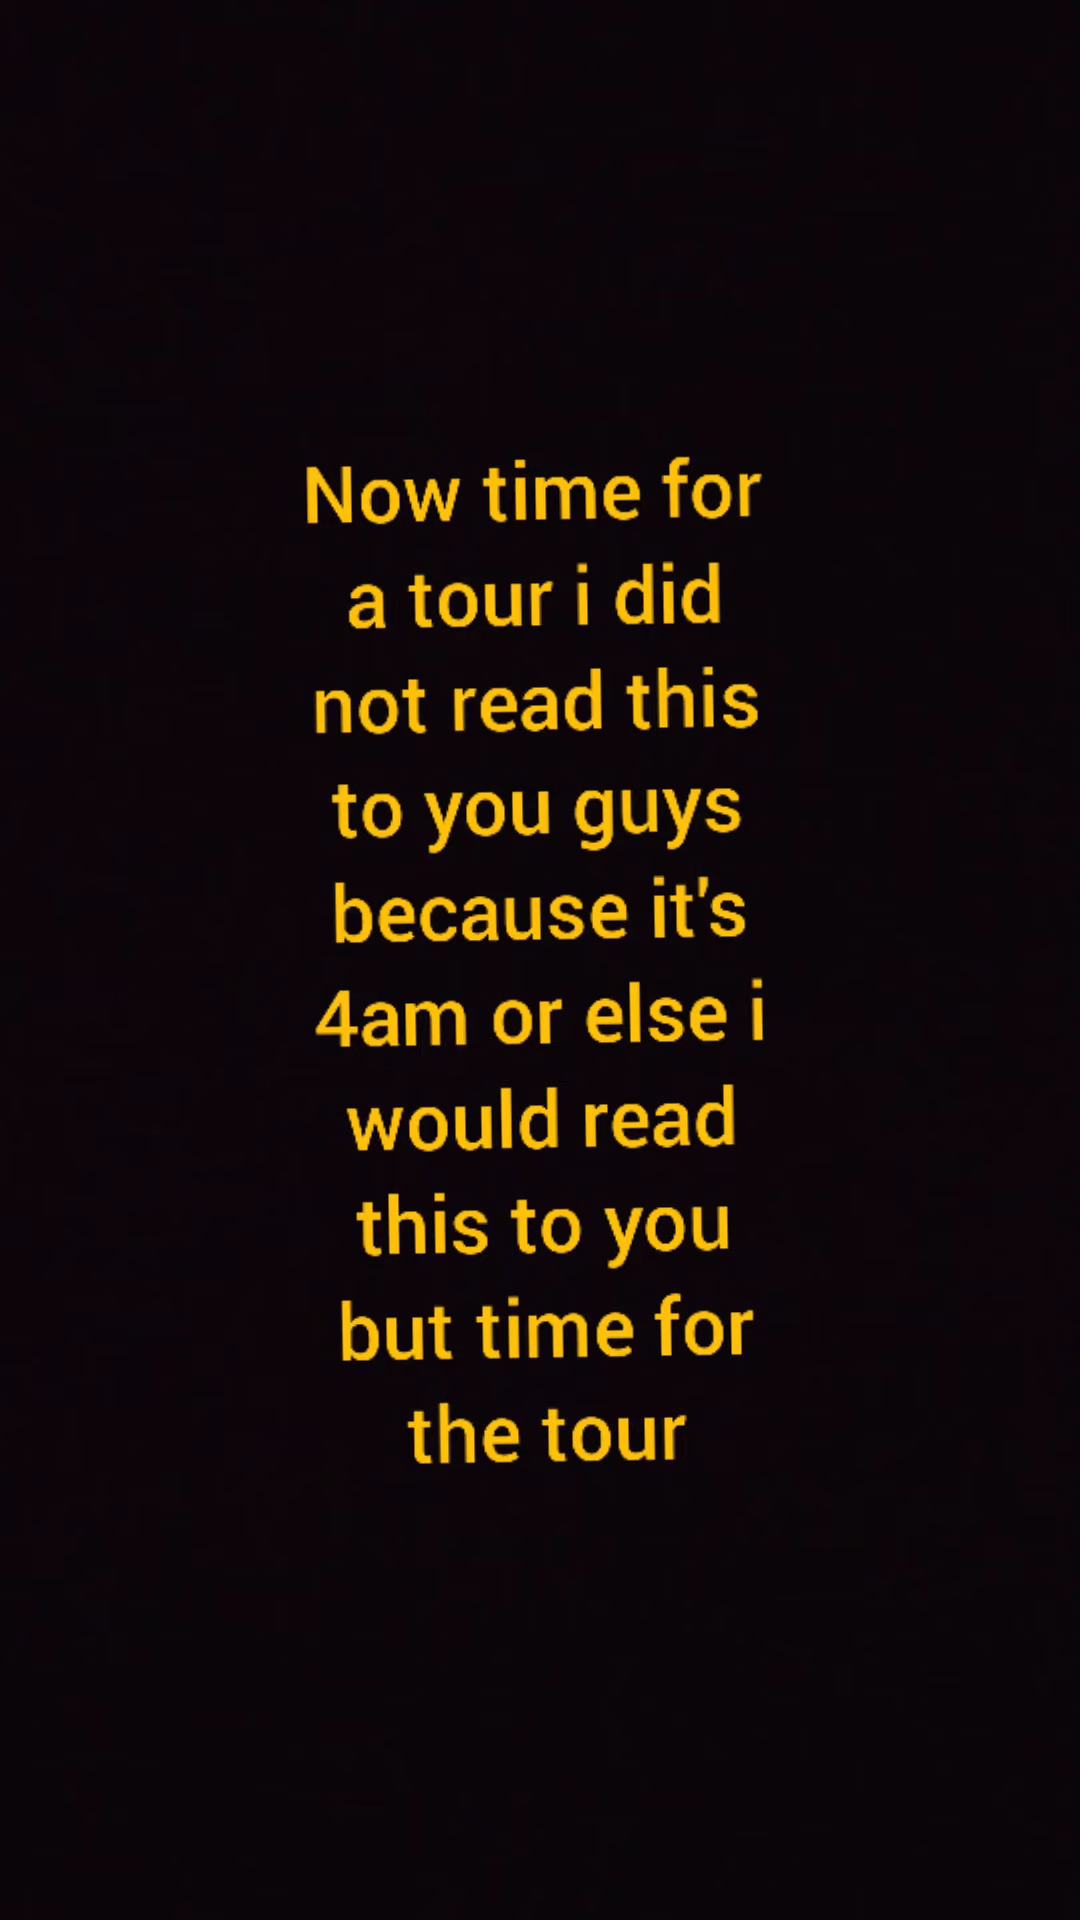 Now time for
a tour i did
not read this
to you guys
because it's
4am or else i
would read
this to you
but time for
the tour